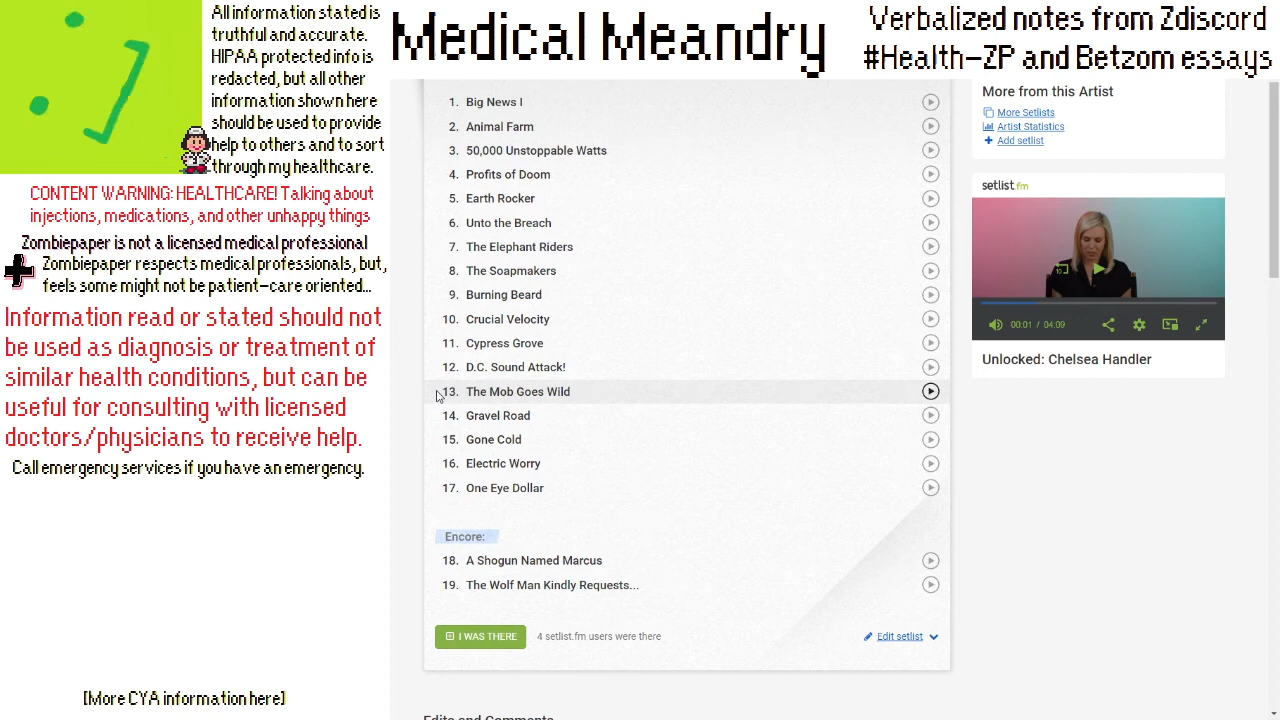 All information stated is
truthful and accurate.
HIPAA protected info is
redacted, but all other
information shown here
should be used to provide
help to others and to sort
through my healthcare.
CONTENT WARNING: HEALTHCARE! Talking about
injections, medications, and other unhappy things
Zombiepaper is not a licensed medical professional
Zombiepaper respects medical professionals, but,
feels some might not be patient-care oriented...
Information read or stated should not
be used as diagnosis or treatment of
similar health conditions, but can be
useful for consulting with licensed
doctors/physicians to receive help.
Call emergency services if you have an emergency.
[More CYA information here]
Medical Meandry
Verbalized notes from Zdiscord
#Health-ZP and Betzom essays
1. Big News I
2. Animal Farm
3. 50,000 Unstoppable Watts
4. Profits of Doom
5. Earth Rocker
6. Unto the Breach
7. The Elephant Riders
8. The Soapmakers
9. Burning Beard
10. Crucial Velocity
11. Cypress Grove
12. D.C. Sound Attack!
13. The Mob Goes Wild
14. Gravel Road
15. Gone Cold
16. Electric Worry
17. One Eye Dollar
Encore:
18. A Shogun Named Marcus
19. The Wolf Man Kindly Requests...
I WAS THERE 4 setlist.fm users were there Edit setlist
Edits and Comments
More from this Artist
More Setlists
Artist Statistics
Add setlist
setlist.fm
10
00:01 / 04:09
Unlocked: Chelsea Handler